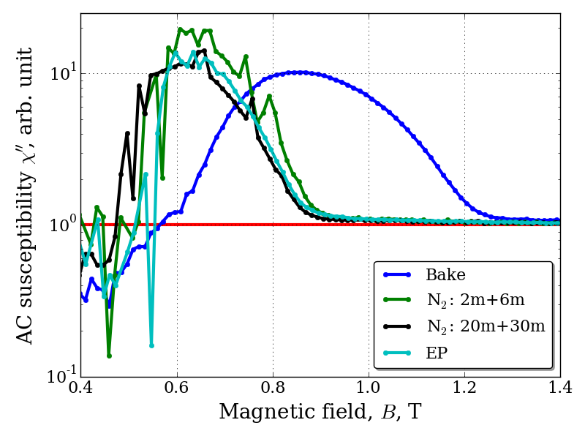 AC susceptibility χ″, arb. unit
10¹
10⁰
10⁻¹
Bake
N₂: 2m+6m
N₂: 20m+30m
EP
0.4 0.6 0.8 1.0 1.2 1.4
Magnetic field, B, T